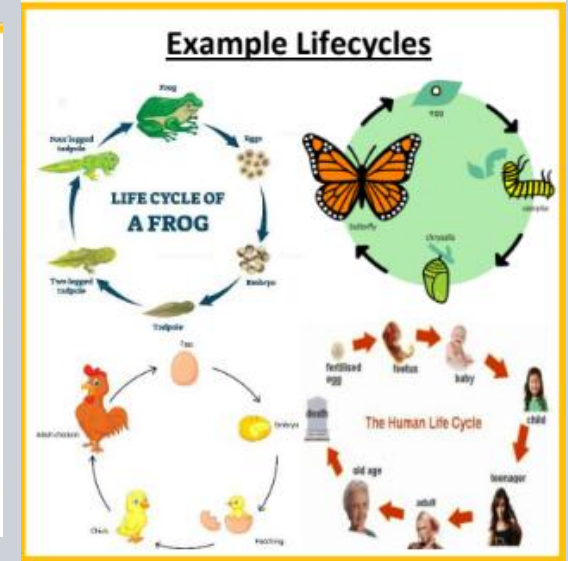 Example Lifecycles
Frog
Eggs
Embryo
Tadpole
Two-legged
tadpole
Four-legged
tadpole
LIFE CYCLE OF
A FROG
egg
caterpillar
chrysalis
butterfly
Egg
Embryo
Hatching
Chick
Adult chicken
fertilised
egg
foetus
baby
child
teenager
adult
old age
death
The Human Life Cycle